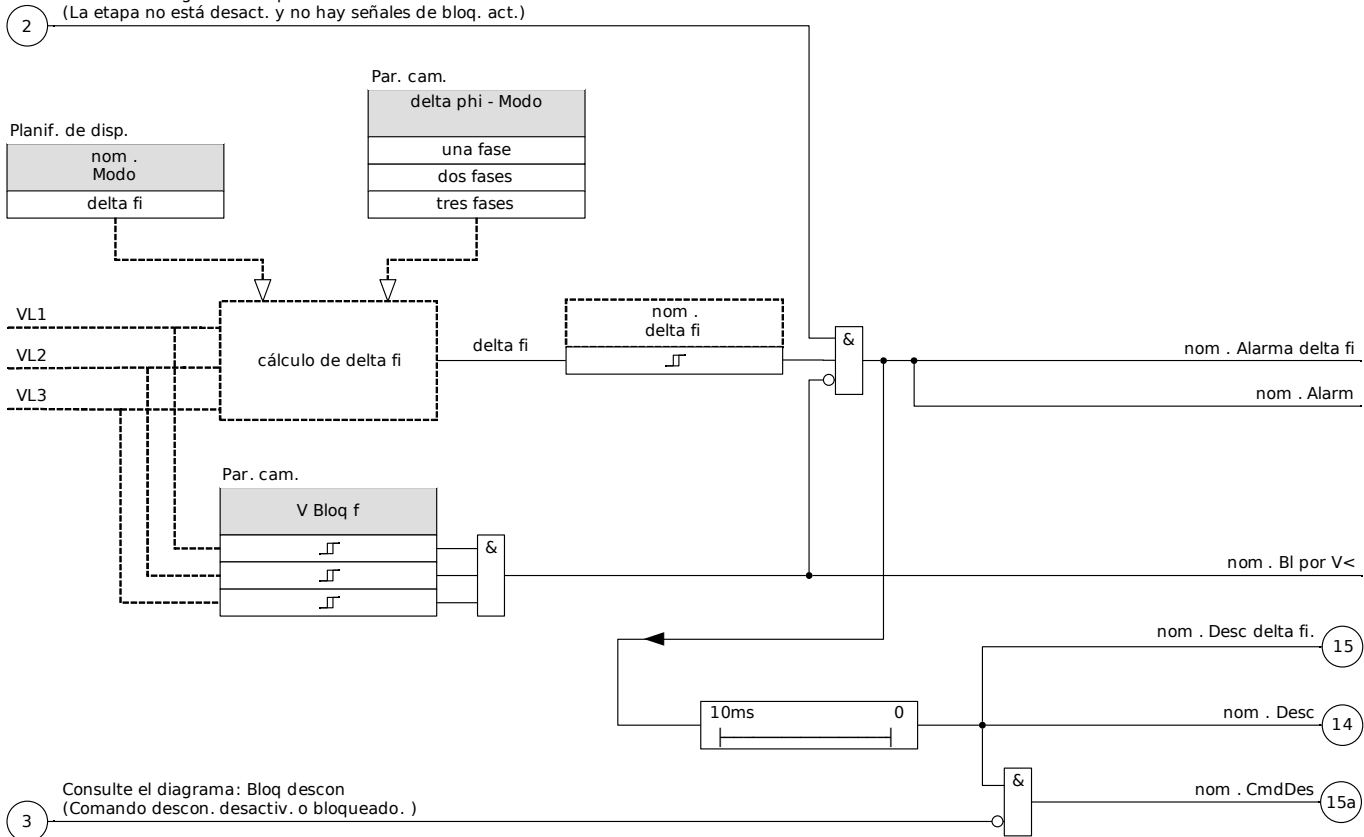 (La etapa no está desact. y no hay señales de bloq. act.)
2
Par. cam.
delta phi - Modo
una fase
dos fases
tres fases
Planif. de disp.
nom .
Modo
delta fi
VL1
VL2
VL3
cálculo de delta fi
delta fi
nom .
delta fi
&
nom . Alarma delta fi
nom . Alarm
Par. cam.
V Bloq f
&
nom . Bl por V<
nom . Desc delta fi.
15
10ms 0
nom . Desc
14
&
nom . CmdDes
15a
Consulte el diagrama: Bloq descon
(Comando descon. desactiv. o bloqueado. )
3